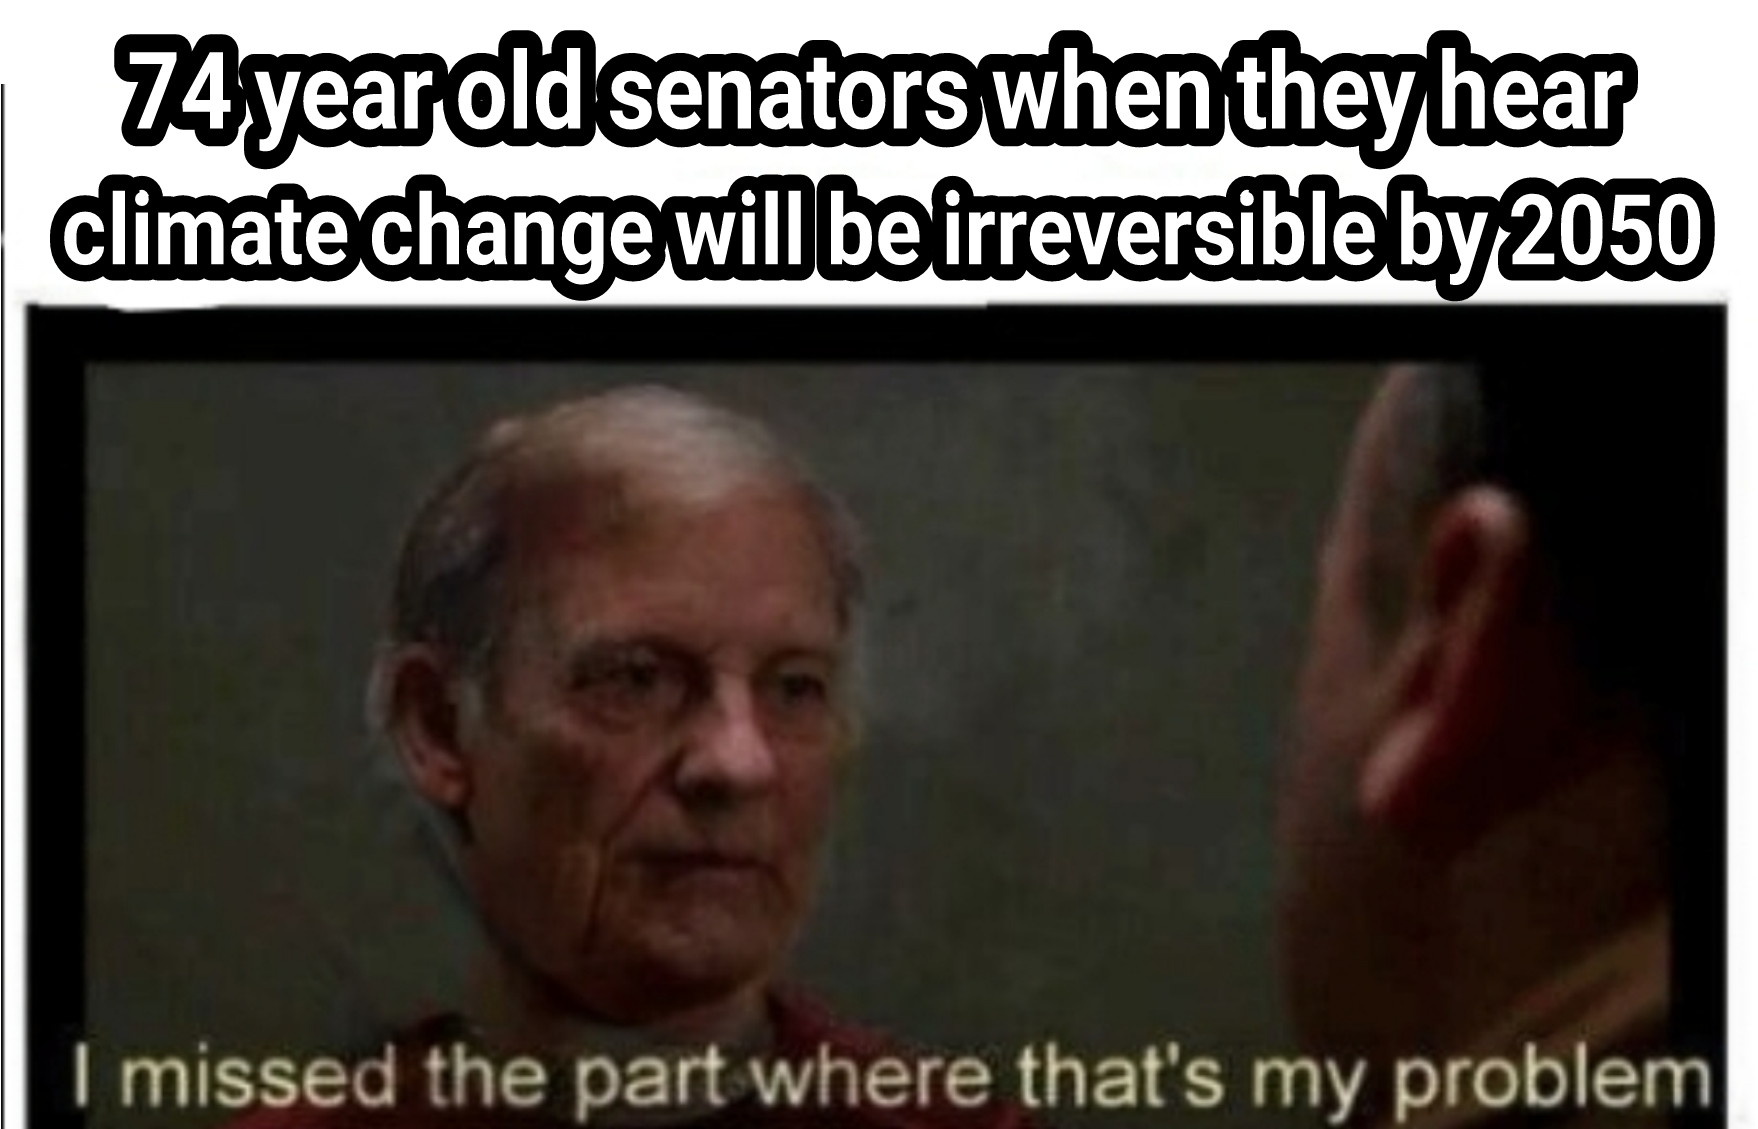 74 year old senators when they hear
climate change will be irreversible by 2050
I missed the part where that's my problem